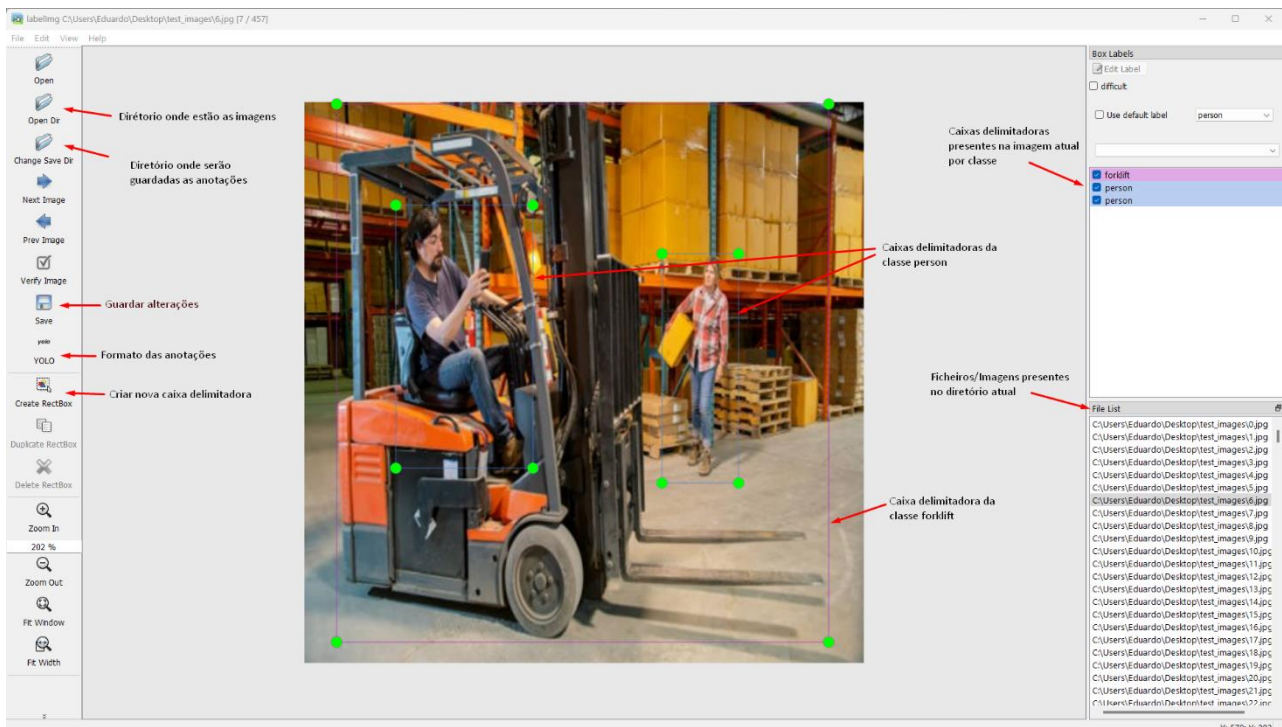 labelImg C:\Users\Eduardo\Desktop\test_images\6.jpg [7 / 457]
File Edit View Help
Open
Open Dir
Change Save Dir
Next Image
Prev Image
Verify Image
Save
yolo
YOLO
Create RectBox
Duplicate RectBox
Delete RectBox
Zoom In
202 %
Zoom Out
Fit Window
Fit Width
Dirétorio onde estão as imagens
Diretório onde serão
guardadas as anotações
Guardar alterações
Formato das anotações
Criar nova caixa delimitadora
Caixas delimitadoras da
classe person
Caixas delimitadoras
presentes na imagem atual
por classe
Ficheiros/Imagens presentes
no diretório atual
Caixa delimitadora da
classe forklift
Box Labels
Edit Label
difficult
Use default label
person
forklift
person
person
File List
C:\Users\Eduardo\Desktop\test_images\0.jpg
C:\Users\Eduardo\Desktop\test_images\1.jpg
C:\Users\Eduardo\Desktop\test_images\2.jpg
C:\Users\Eduardo\Desktop\test_images\3.jpg
C:\Users\Eduardo\Desktop\test_images\4.jpg
C:\Users\Eduardo\Desktop\test_images\5.jpg
C:\Users\Eduardo\Desktop\test_images\6.jpg
C:\Users\Eduardo\Desktop\test_images\7.jpg
C:\Users\Eduardo\Desktop\test_images\8.jpg
C:\Users\Eduardo\Desktop\test_images\9.jpg
C:\Users\Eduardo\Desktop\test_images\10.jpg
C:\Users\Eduardo\Desktop\test_images\11.jpg
C:\Users\Eduardo\Desktop\test_images\12.jpg
C:\Users\Eduardo\Desktop\test_images\13.jpg
C:\Users\Eduardo\Desktop\test_images\14.jpg
C:\Users\Eduardo\Desktop\test_images\15.jpg
C:\Users\Eduardo\Desktop\test_images\16.jpg
C:\Users\Eduardo\Desktop\test_images\17.jpg
C:\Users\Eduardo\Desktop\test_images\18.jpg
C:\Users\Eduardo\Desktop\test_images\19.jpg
C:\Users\Eduardo\Desktop\test_images\20.jpg
C:\Users\Eduardo\Desktop\test_images\21.jpg
C:\Users\Eduardo\Desktop\test_images\22.jpg